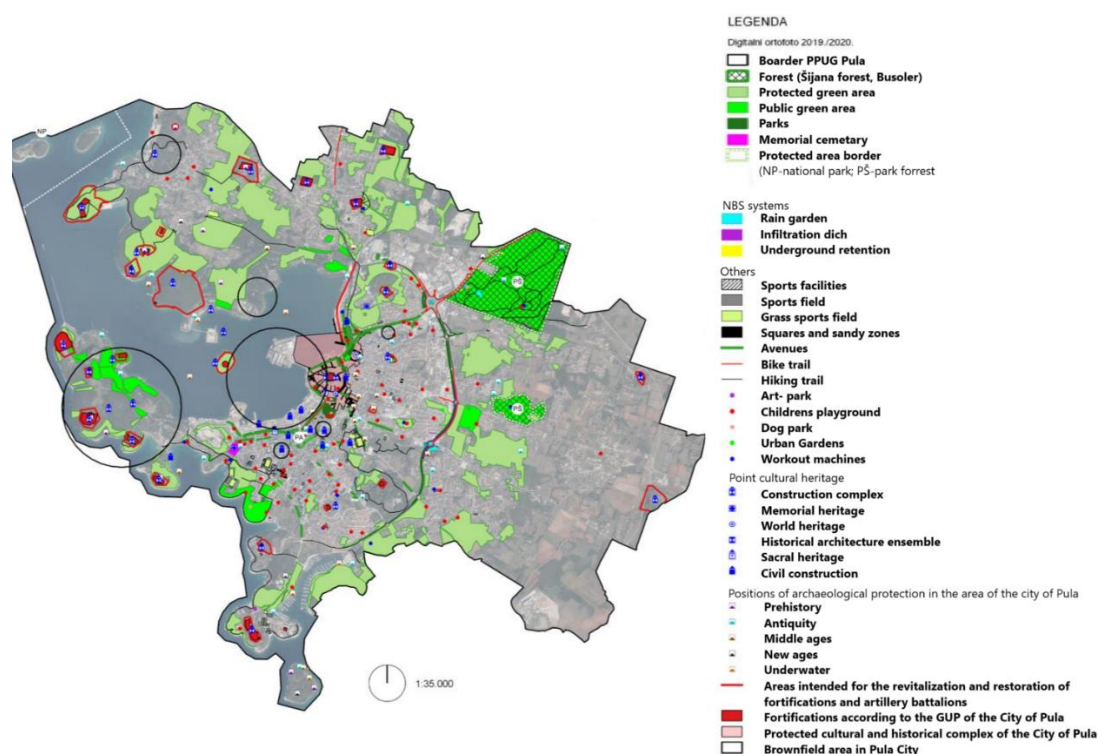 LEGENDA
Digitalni ortofoto 2019./2020.
Boarder PPUG Pula
Forest (Šijana forest, Busoler)
Protected green area
Public green area
Parks
Memorial cemetary
Protected area border
(NP-national park; PŠ-park forrest
NBS systems
Rain garden
Infiltration dich
Underground retention
Others
Sports facilities
Sports field
Grass sports field
Squares and sandy zones
Avenues
Bike trail
Hiking trail
Art- park
Childrens playground
Dog park
Urban Gardens
Workout machines
Point cultural heritage
Construction complex
Memorial heritage
World heritage
Historical architecture ensemble
Sacral heritage
Civil construction
Positions of archaeological protection in the area of the city of Pula
Prehistory
Antiquity
Middle ages
New ages
Underwater
Areas intended for the revitalization and restoration of
fortifications and artillery battalions
Fortifications according to the GUP of the City of Pula
Protected cultural and historical complex of the City of Pula
Brownfield area in Pula City
NP
PŠ
PŠ
PA
1:35.000